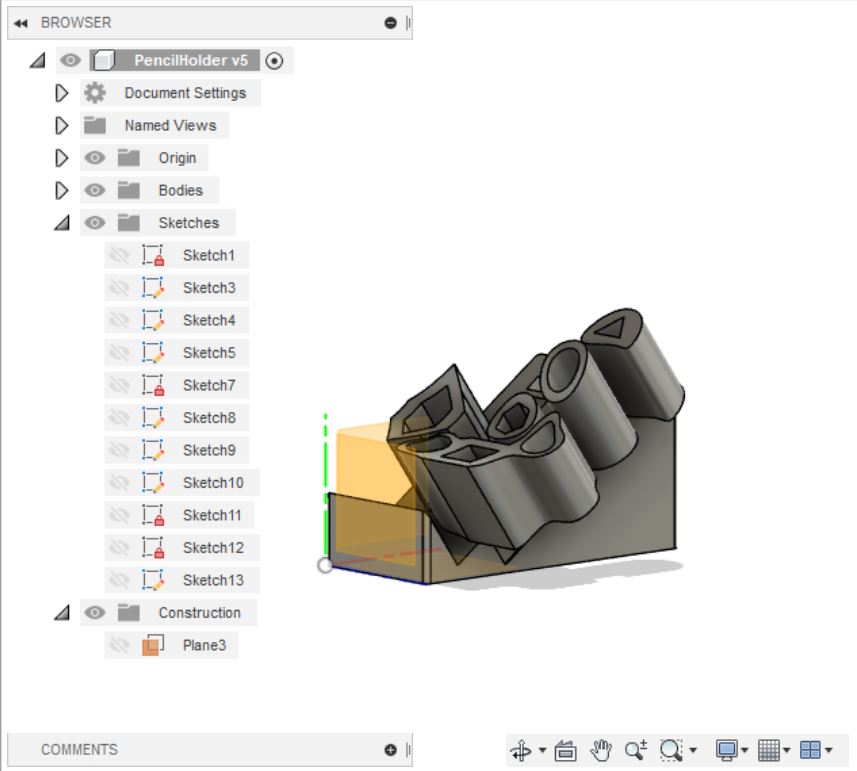 BROWSER
PencilHolder v5
Document Settings
Named Views
Origin
Bodies
Sketches
Sketch1
Sketch3
Sketch4
Sketch5
Sketch7
Sketch8
Sketch9
Sketch10
Sketch11
Sketch12
Sketch13
Construction
Plane3
COMMENTS